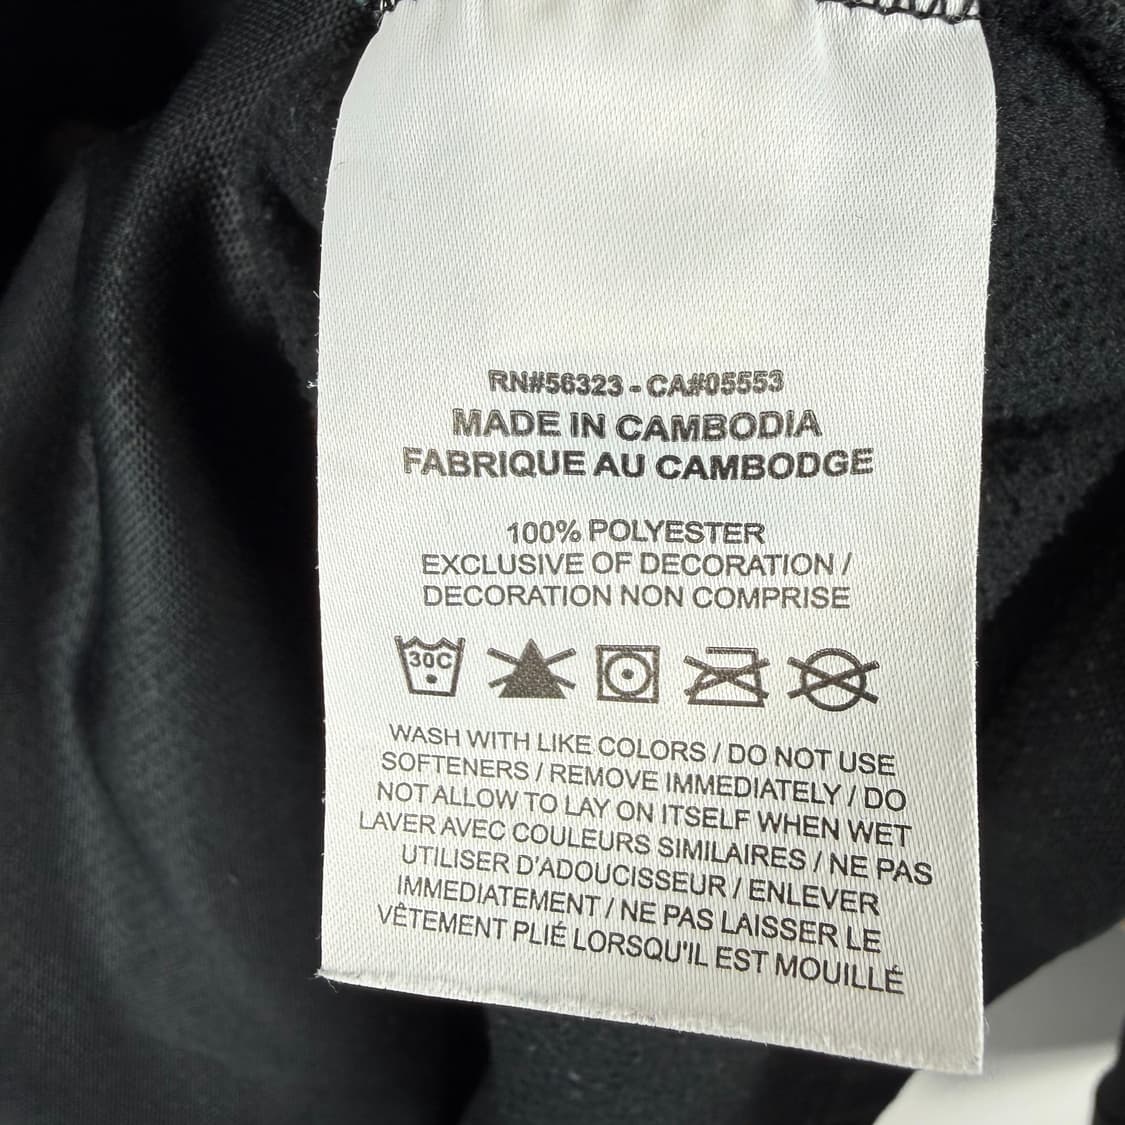 RN#56323 - CA#05553
MADE IN CAMBODIA
FABRIQUE AU CAMBODGE
100% POLYESTER
EXCLUSIVE OF DECORATION /
DECORATION NON COMPRISE
30C
WASH WITH LIKE COLORS / DO NOT USE
SOFTENERS / REMOVE IMMEDIATELY / DO
NOT ALLOW TO LAY ON ITSELF WHEN WET
LAVER AVEC COULEURS SIMILAIRES / NE PAS
UTILISER D'ADOUCISSEUR / ENLEVER
IMMEDIATEMENT / NE PAS LAISSER LE
VÊTEMENT PLIÉ LORSQU'IL EST MOUILLÉ